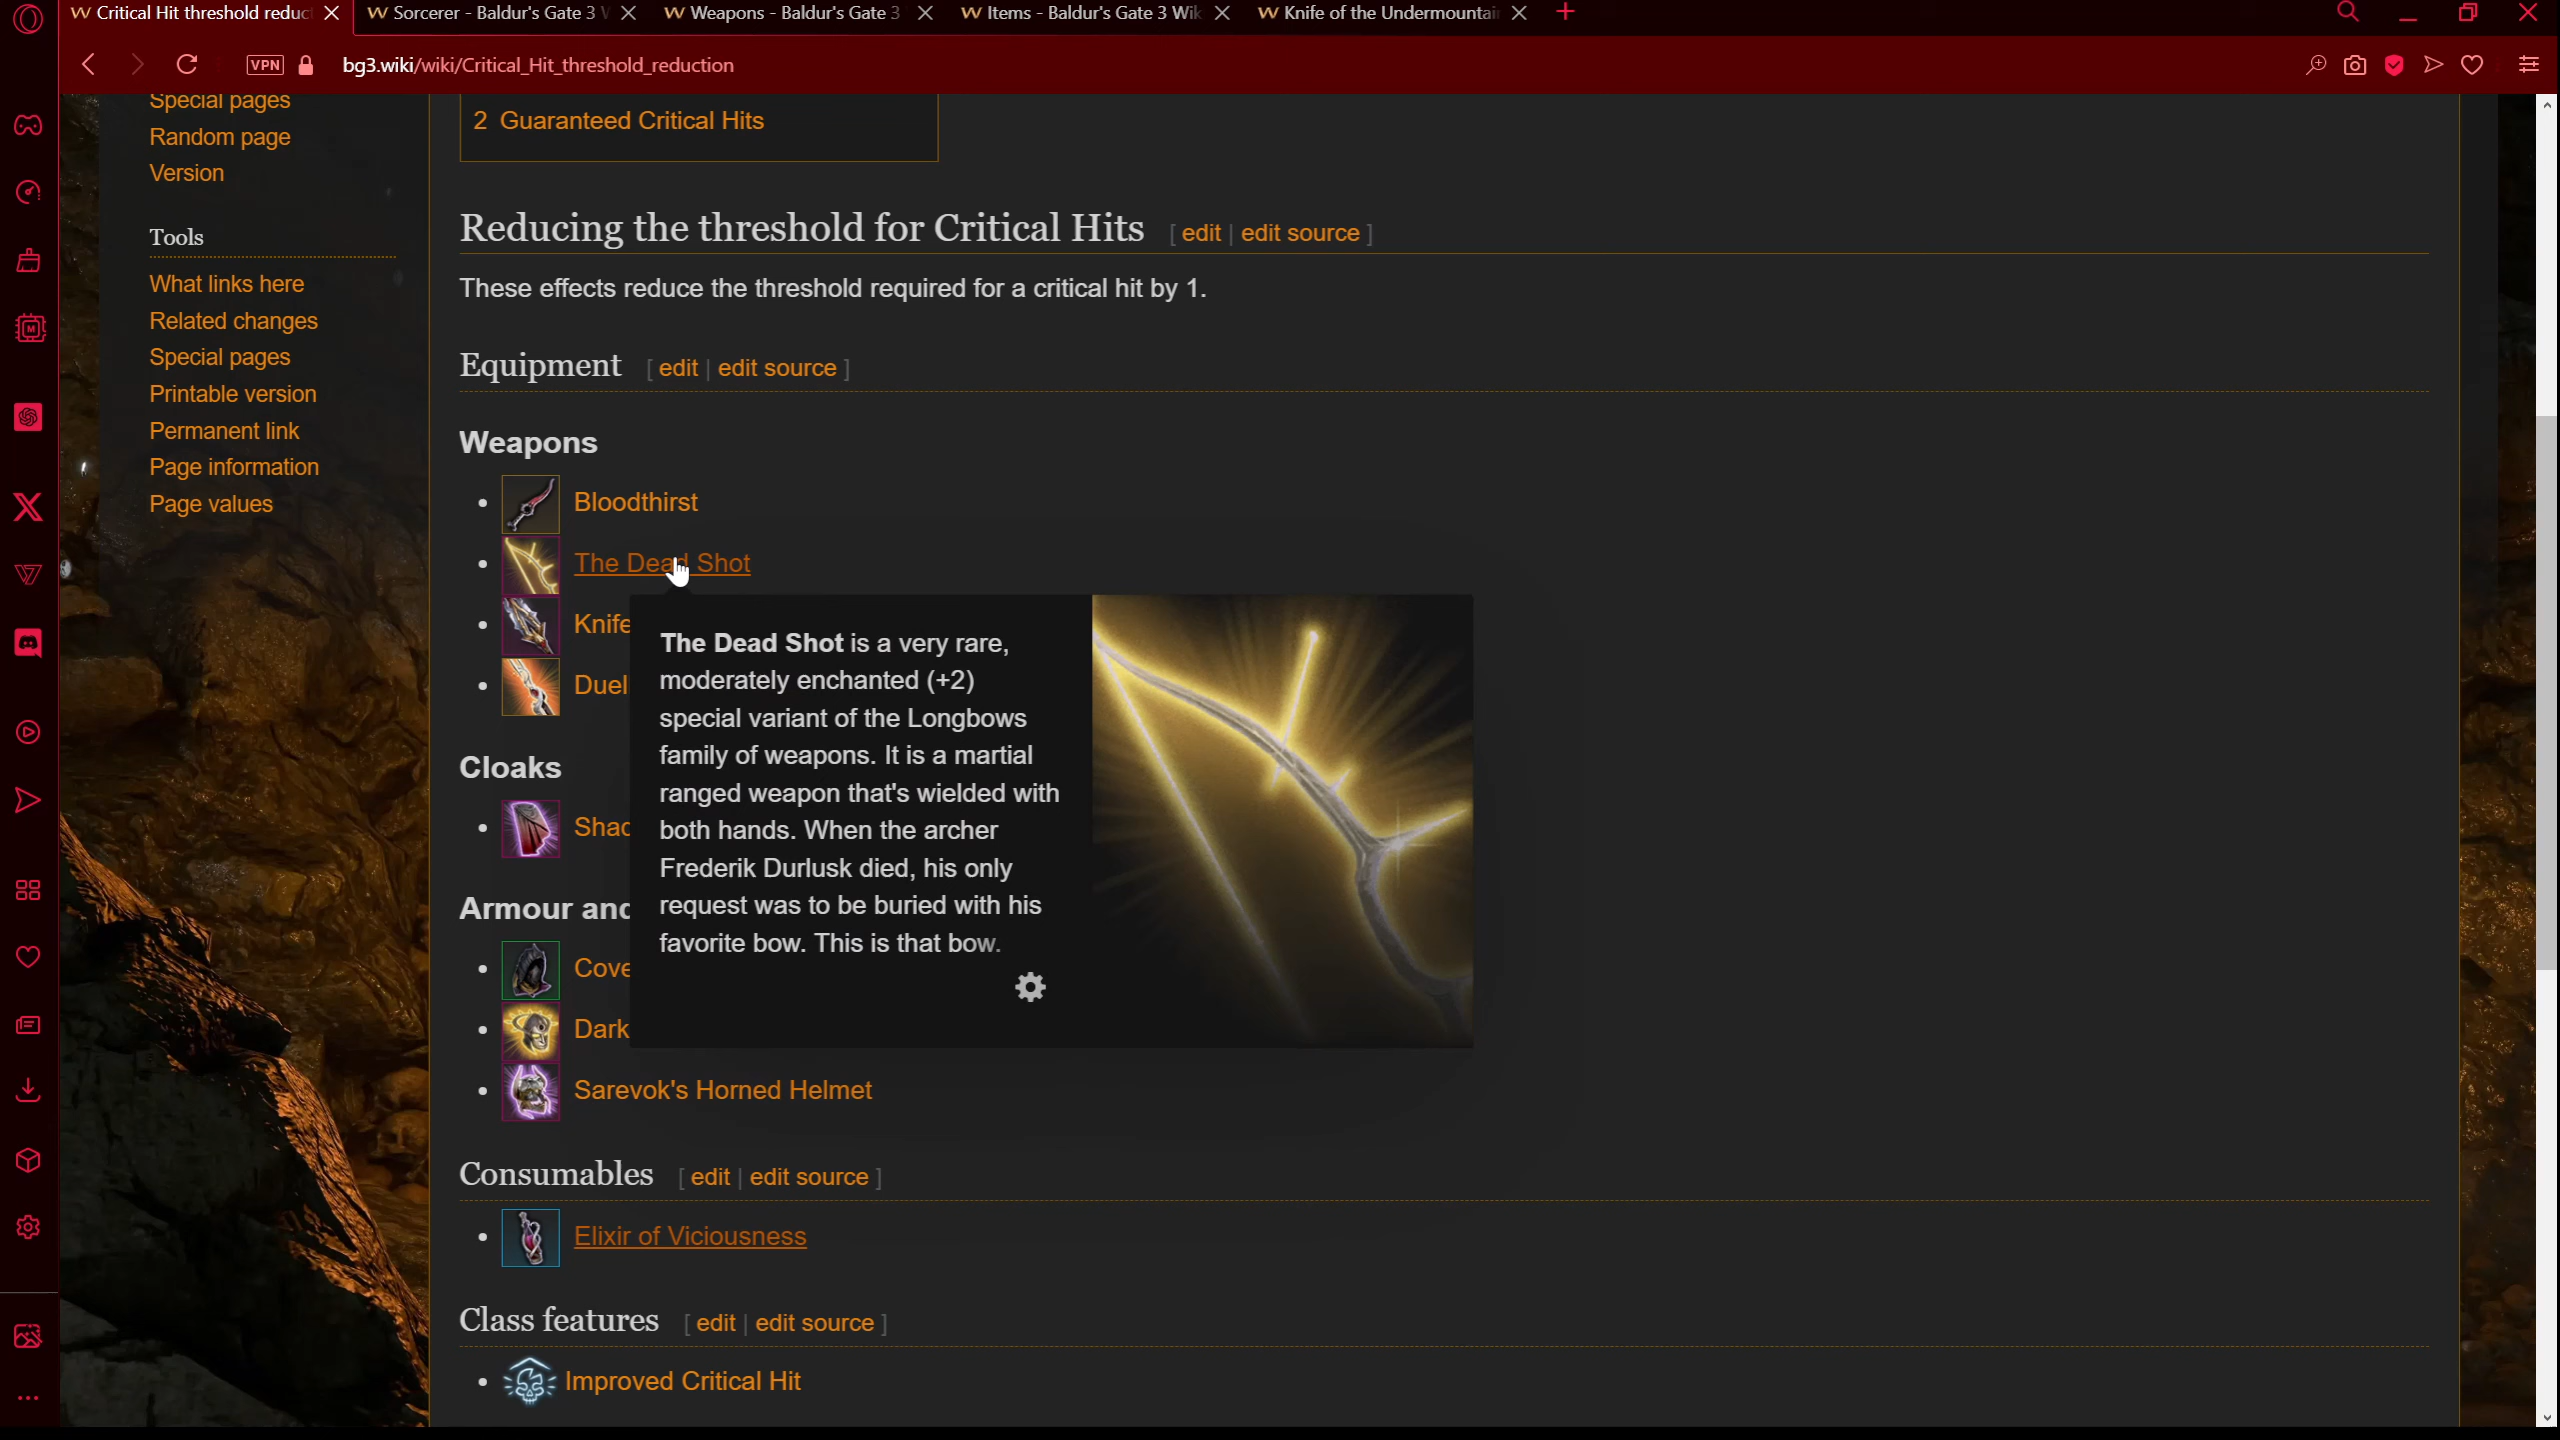 Critical Hit threshold reduc
Sorcerer - Baldur's Gate 3 W
Weapons - Baldur's Gate 3
Items - Baldur's Gate 3 Wik
Knife of the Undermountai
VPN
bg3.wiki/wiki/Critical_Hit_threshold_reduction
Special pages
Random page
Version
Tools
What links here
Related changes
Special pages
Printable version
Permanent link
Page information
Page values
2 Guaranteed Critical Hits
Reducing the threshold for Critical Hits [ edit | edit source ]
These effects reduce the threshold required for a critical hit by 1.
Equipment [ edit | edit source ]
Weapons
Bloodthirst
The Dead Shot
Knife
Duel
The Dead Shot is a very rare,
moderately enchanted (+2)
special variant of the Longbows
family of weapons. It is a martial
ranged weapon that's wielded with
both hands. When the archer
Frederik Durlusk died, his only
request was to be buried with his
favorite bow. This is that bow.
Cloaks
Shad
Armour and
Cove
Dark
Sarevok's Horned Helmet
Consumables [ edit | edit source ]
Elixir of Viciousness
Class features [ edit | edit source ]
Improved Critical Hit